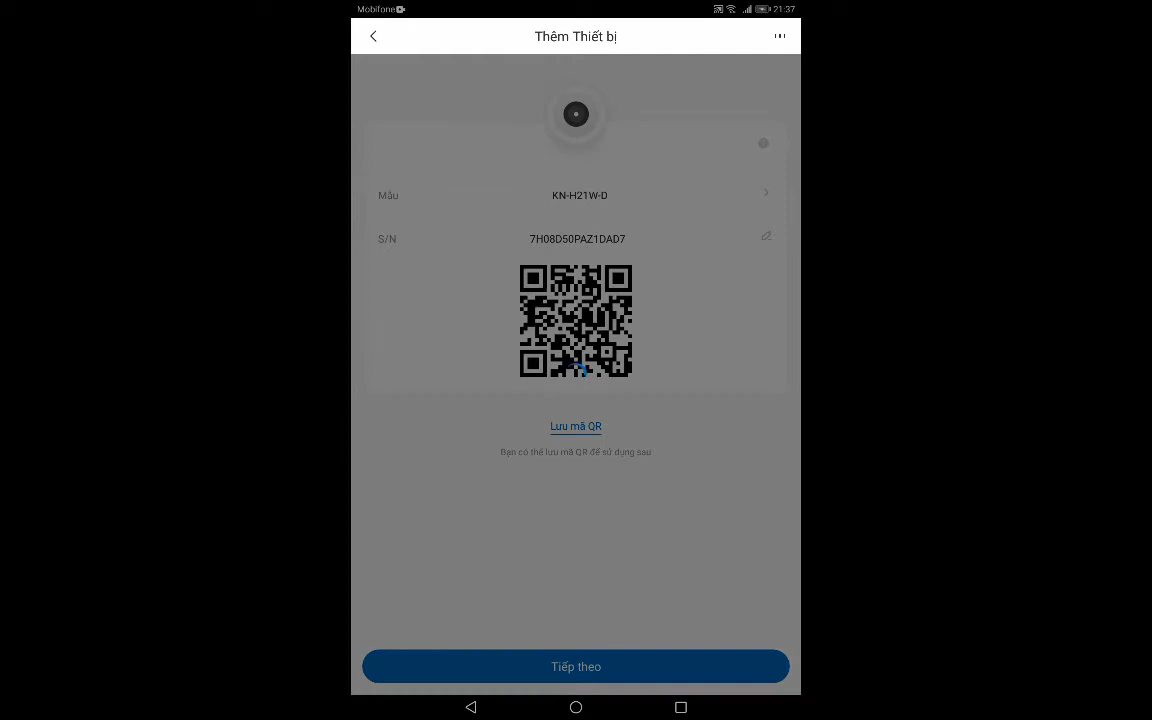 Mobifone
21:37
Thêm Thiết bị
Mẫu
KN-H21W-D
S/N
7H08D50PAZ1DAD7
Lưu mã QR
Bạn có thể lưu mã QR để sử dụng sau
Tiếp theo